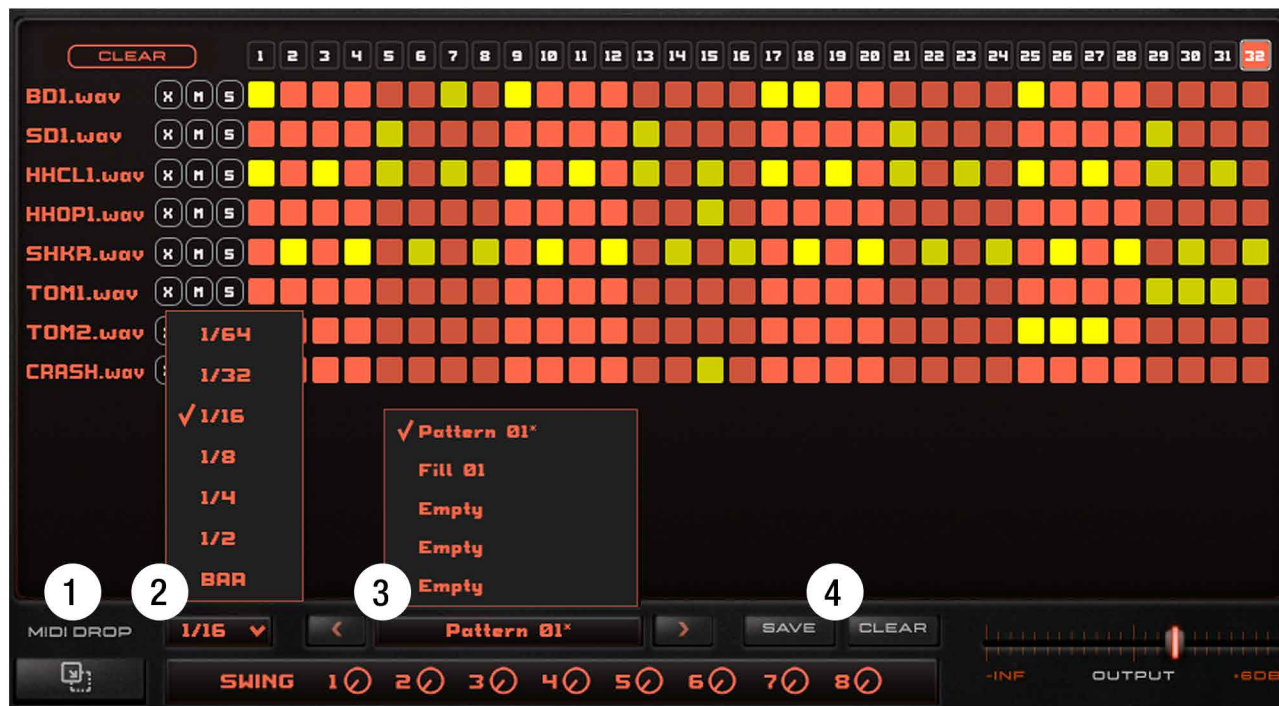 CLEAR 1 2 3 4 5 6 7 8 9 10 11 12 13 14 15 16 17 18 19 20 21 22 23 24 25 26 27 28 29 30 31 32
BD1.wav X M S
SD1.wav X M S
HHCL1.wav X M S
HHOP1.wav X M S
SHKR.wav X M S
TOM1.wav X M S
TOM2.wav
CRASH.wav
1/64
1/32
✓ 1/16
1/8
1/4
1/2
BAR
✓ Pattern 01*
Fill 01
Empty
Empty
Empty
1 2 3 4
MIDI DROP 1/16 < Pattern 01* > SAVE CLEAR
SWING 1 2 3 4 5 6 7 8 -INF OUTPUT +6DB